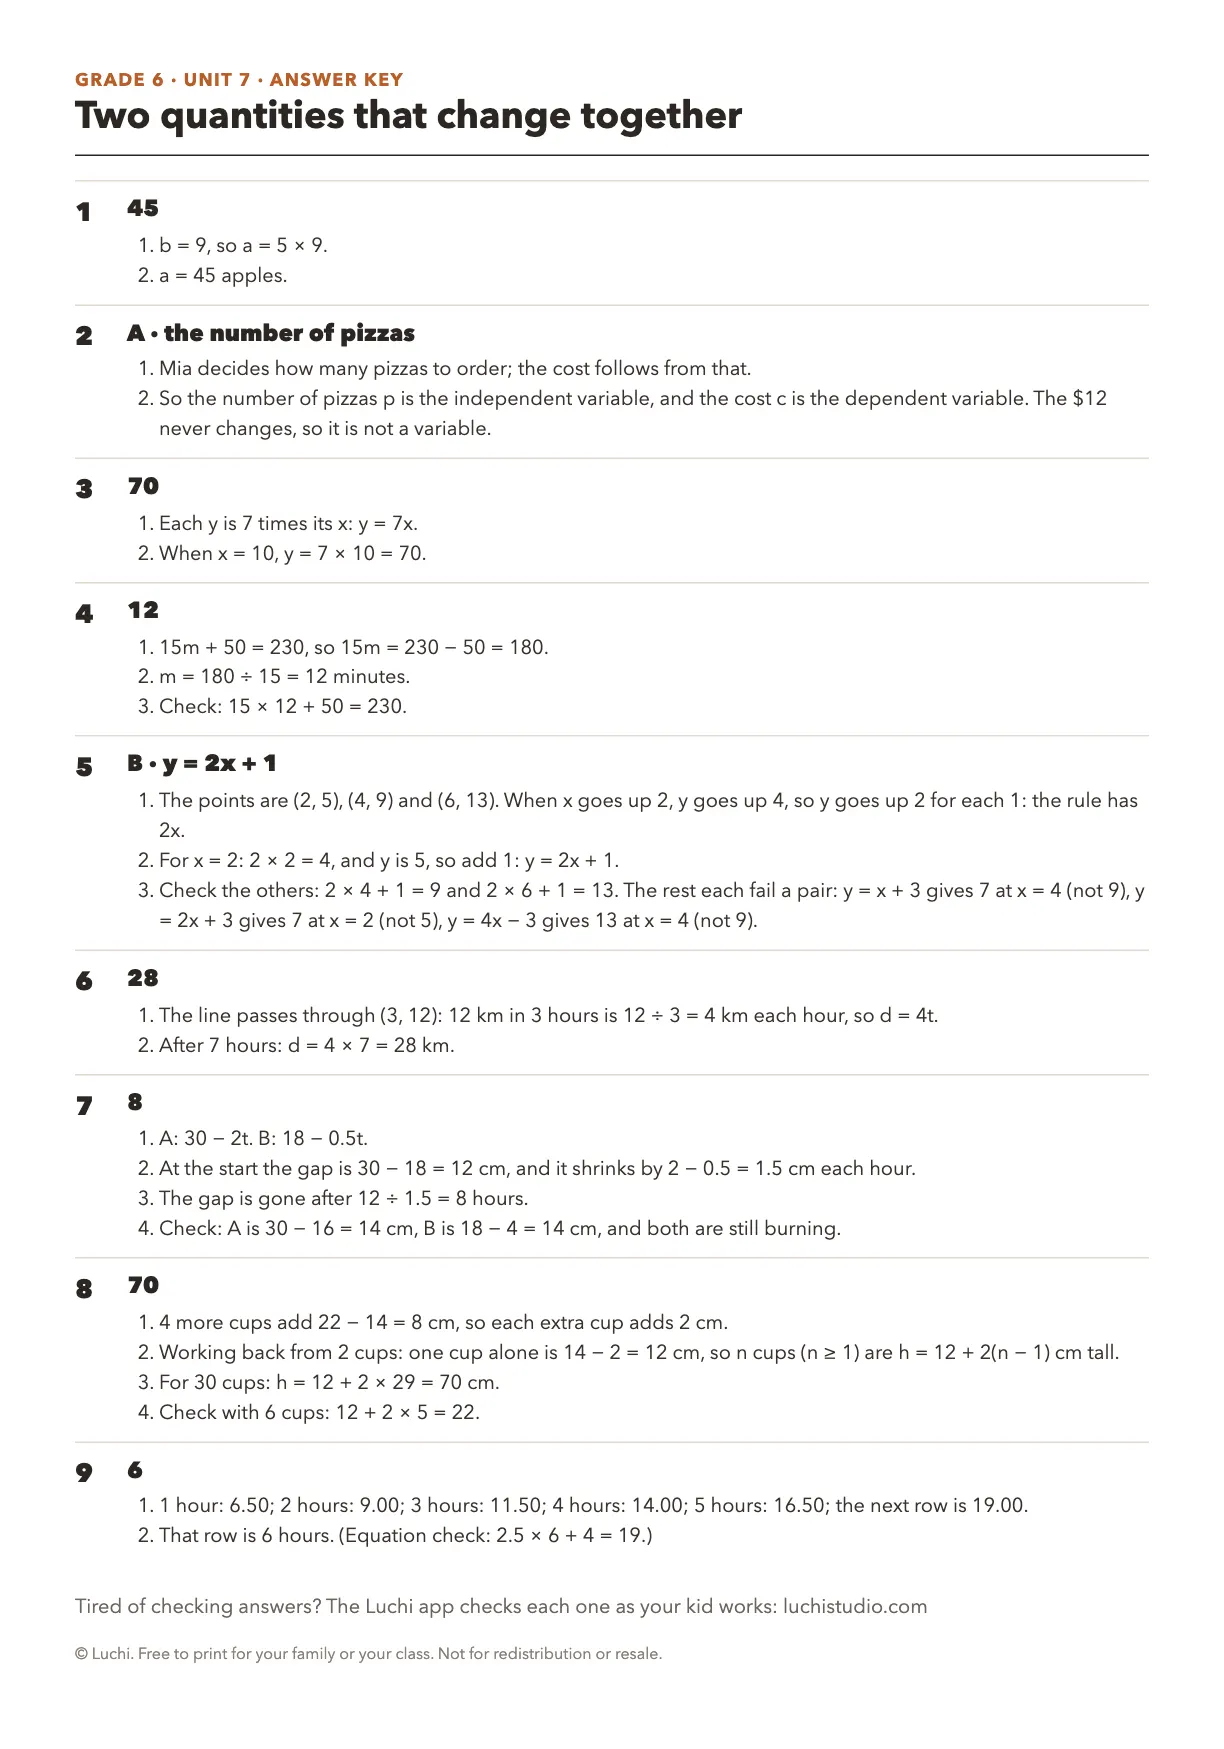 GRADE 6 · UNIT 7 · ANSWER KEY
Two quantities that change together
1 45
1. b = 9, so a = 5 × 9.
2. a = 45 apples.
2 A · the number of pizzas
1. Mia decides how many pizzas to order; the cost follows from that.
2. So the number of pizzas p is the independent variable, and the cost c is the dependent variable. The $12
never changes, so it is not a variable.
3 70
1. Each y is 7 times its x: y = 7x.
2. When x = 10, y = 7 × 10 = 70.
4 12
1. 15m + 50 = 230, so 15m = 230 − 50 = 180.
2. m = 180 ÷ 15 = 12 minutes.
3. Check: 15 × 12 + 50 = 230.
5 B · y = 2x + 1
1. The points are (2, 5), (4, 9) and (6, 13). When x goes up 2, y goes up 4, so y goes up 2 for each 1: the rule has
2x.
2. For x = 2: 2 × 2 = 4, and y is 5, so add 1: y = 2x + 1.
3. Check the others: 2 × 4 + 1 = 9 and 2 × 6 + 1 = 13. The rest each fail a pair: y = x + 3 gives 7 at x = 4 (not 9), y
= 2x + 3 gives 7 at x = 2 (not 5), y = 4x − 3 gives 13 at x = 4 (not 9).
6 28
1. The line passes through (3, 12): 12 km in 3 hours is 12 ÷ 3 = 4 km each hour, so d = 4t.
2. After 7 hours: d = 4 × 7 = 28 km.
7 8
1. A: 30 − 2t. B: 18 − 0.5t.
2. At the start the gap is 30 − 18 = 12 cm, and it shrinks by 2 − 0.5 = 1.5 cm each hour.
3. The gap is gone after 12 ÷ 1.5 = 8 hours.
4. Check: A is 30 − 16 = 14 cm, B is 18 − 4 = 14 cm, and both are still burning.
8 70
1. 4 more cups add 22 − 14 = 8 cm, so each extra cup adds 2 cm.
2. Working back from 2 cups: one cup alone is 14 − 2 = 12 cm, so n cups (n ≥ 1) are h = 12 + 2(n − 1) cm tall.
3. For 30 cups: h = 12 + 2 × 29 = 70 cm.
4. Check with 6 cups: 12 + 2 × 5 = 22.
9 6
1. 1 hour: 6.50; 2 hours: 9.00; 3 hours: 11.50; 4 hours: 14.00; 5 hours: 16.50; the next row is 19.00.
2. That row is 6 hours. (Equation check: 2.5 × 6 + 4 = 19.)
Tired of checking answers? The Luchi app checks each one as your kid works: luchistudio.com
© Luchi. Free to print for your family or your class. Not for redistribution or resale.